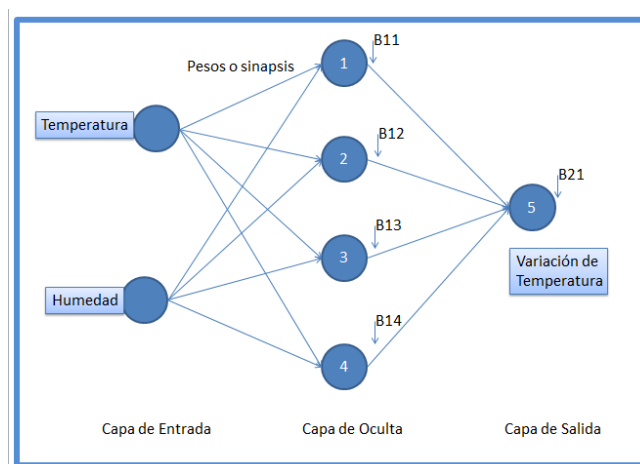 B11
Pesos o sinapsis
1
Temperatura
B12
2
B21
5
B13
3
Variación de
Temperatura
Humedad
B14
4
Capa de Entrada
Capa de Oculta
Capa de Salida